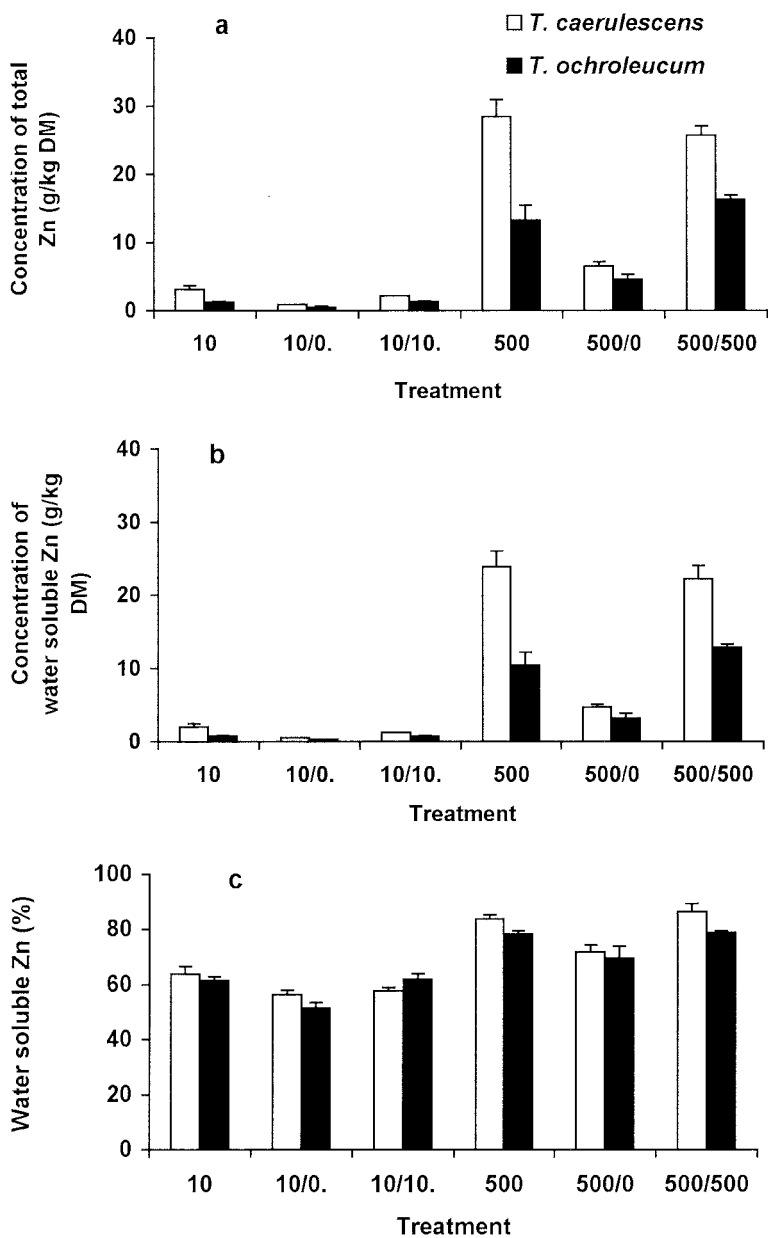 a
T. caerulescens
T. ochroleucum
Concentration of total
Zn (g/kg DM)
40
30
20
10
0
10
10/0.
10/10.
500
500/0
500/500
Treatment
b
Concentration of
water soluble Zn (g/kg
DM)
40
30
20
10
0
10
10/0.
10/10.
500
500/0
500/500
Treatment
c
Water soluble Zn (%)
100
80
60
40
20
0
10
10/0.
10/10.
500
500/0
500/500
Treatment